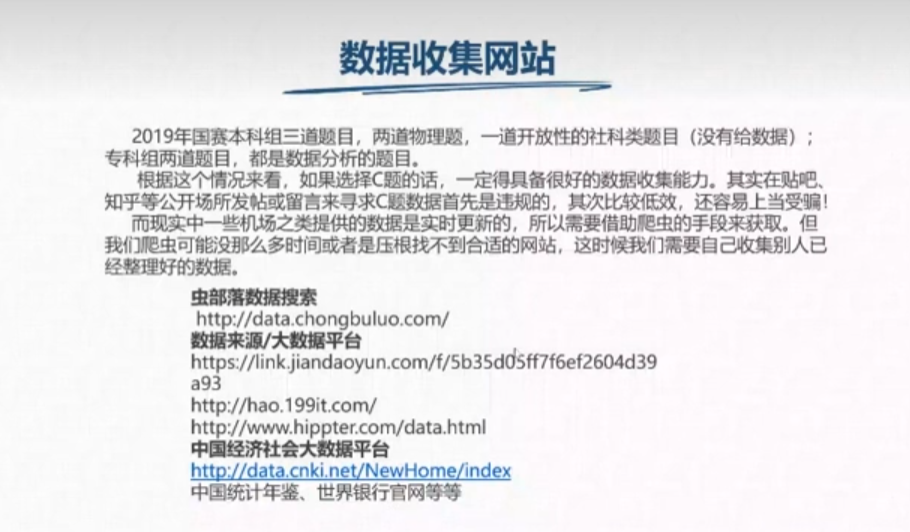 数据收集网站
2019年国赛本科组三道题目，两道物理题，一道开放性的社科类题目（没有给数据）；
专科组两道题目，都是数据分析的题目。
根据这个情况来看，如果选择C题的话，一定得具备很好的数据收集能力。其实在贴吧、
知乎等公开场所发帖或留言来寻求C题数据首先是违规的，其次比较低效，还容易上当受骗！
而现实中一些机场之类提供的数据是实时更新的，所以需要借助爬虫的手段来获取。但
我们爬虫可能没那么多时间或者是压根找不到合适的网站，这时候我们需要自己收集别人已
经整理好的数据。
虫部落数据搜索
http://data.chongbuluo.com/
数据来源/大数据平台
https://link.jiandaoyun.com/f/5b35d05ff7f6ef2604d39
a93
http://hao.199it.com/
http://www.hippter.com/data.html
中国经济社会大数据平台
http://data.cnki.net/NewHome/index
中国统计年鉴、世界银行官网等等